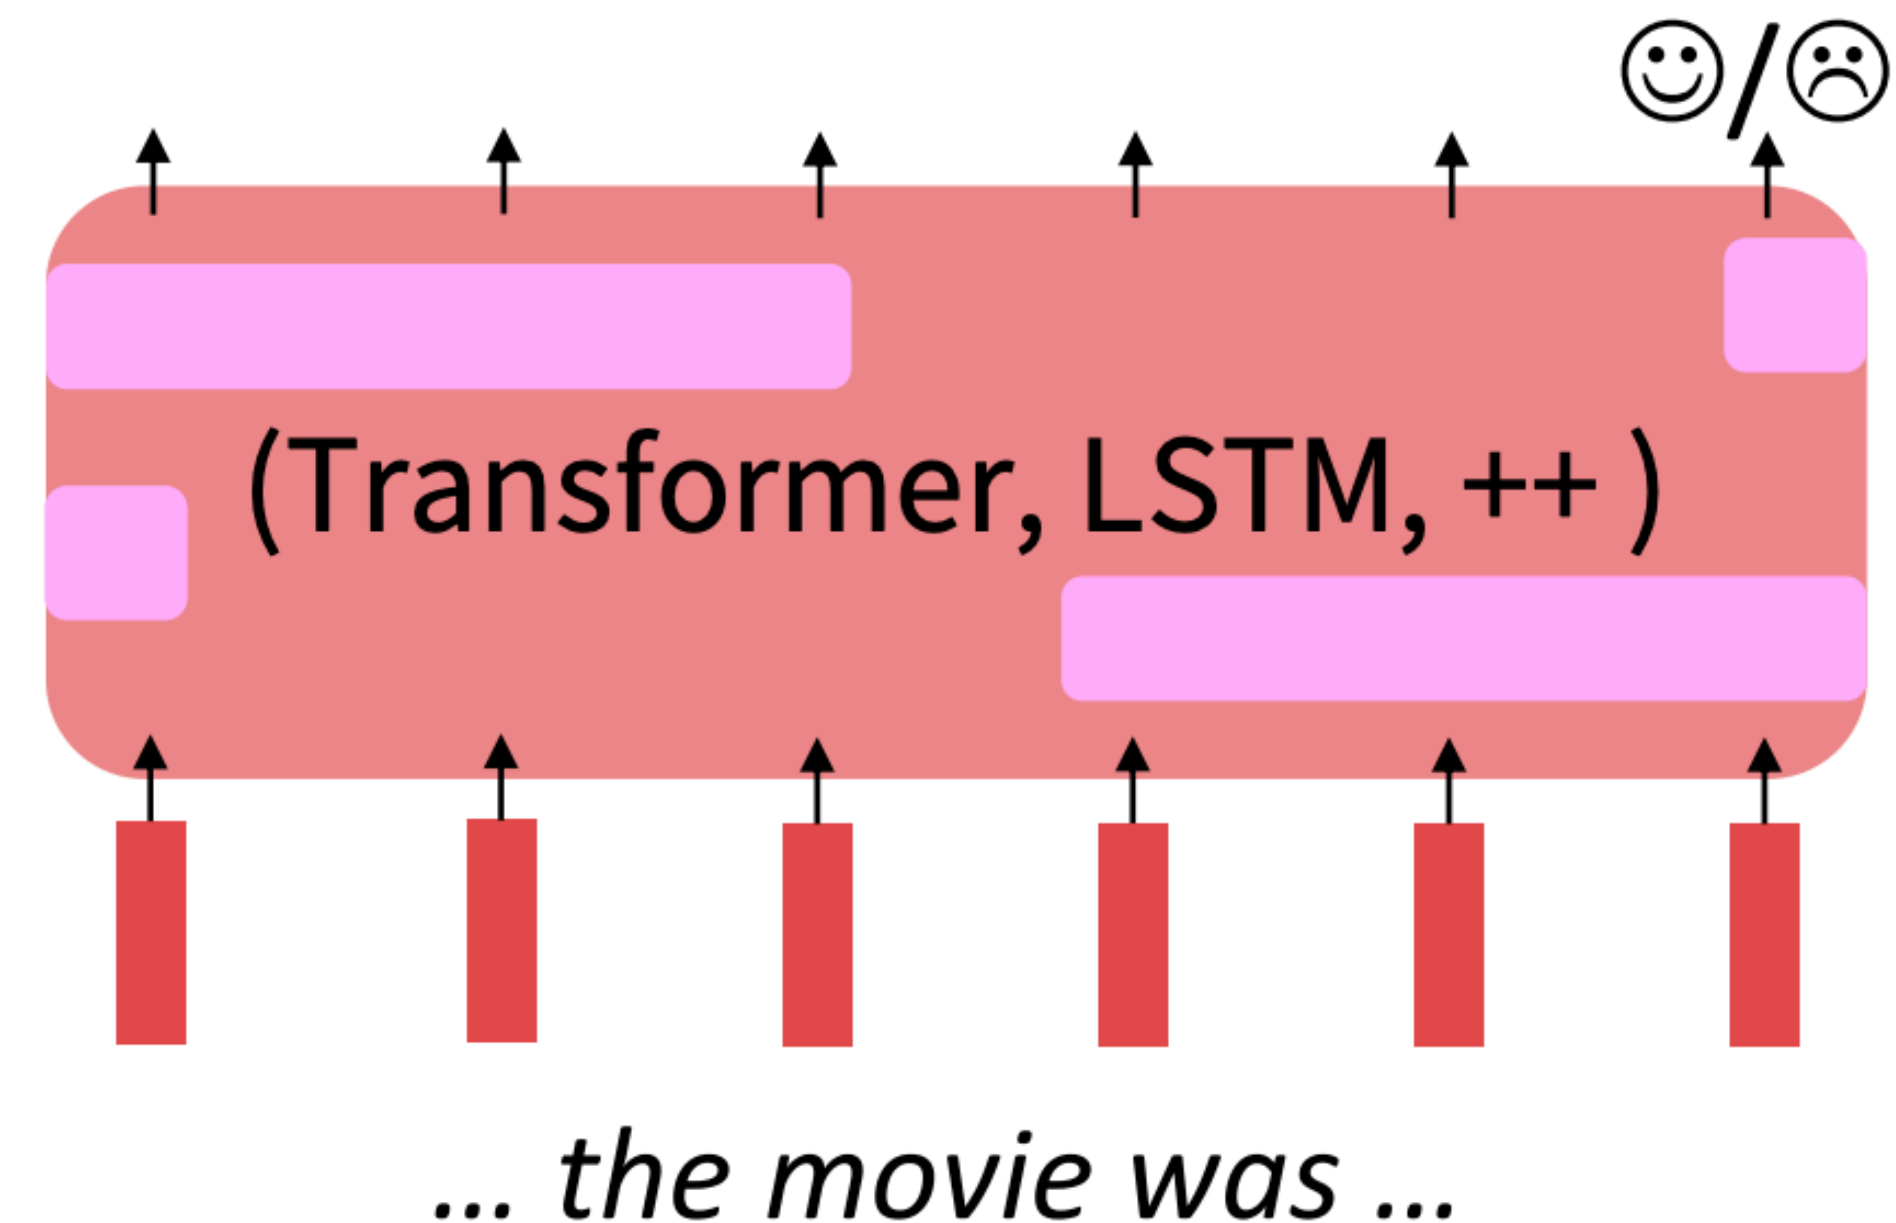 ☺/☹
(Transformer, LSTM, ++ )
... the movie was ...